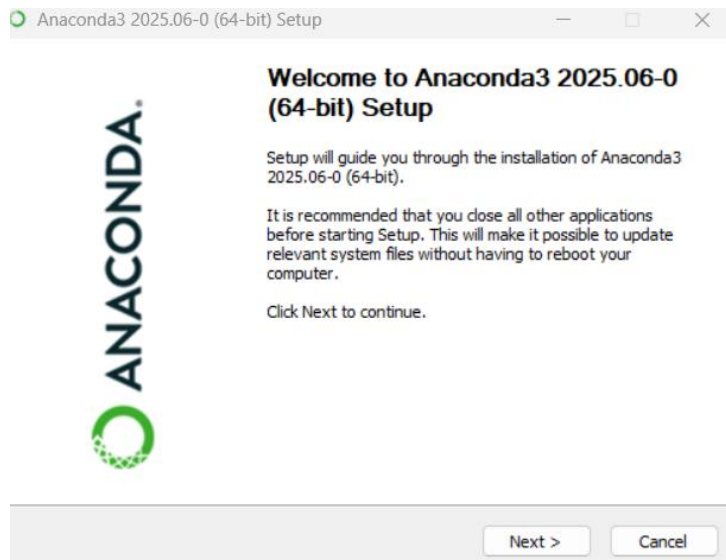 Anaconda3 2025.06-0 (64-bit) Setup
ANACONDA.
Welcome to Anaconda3 2025.06-0
(64-bit) Setup
Setup will guide you through the installation of Anaconda3
2025.06-0 (64-bit).
It is recommended that you close all other applications
before starting Setup. This will make it possible to update
relevant system files without having to reboot your
computer.
Click Next to continue.
Next >
Cancel